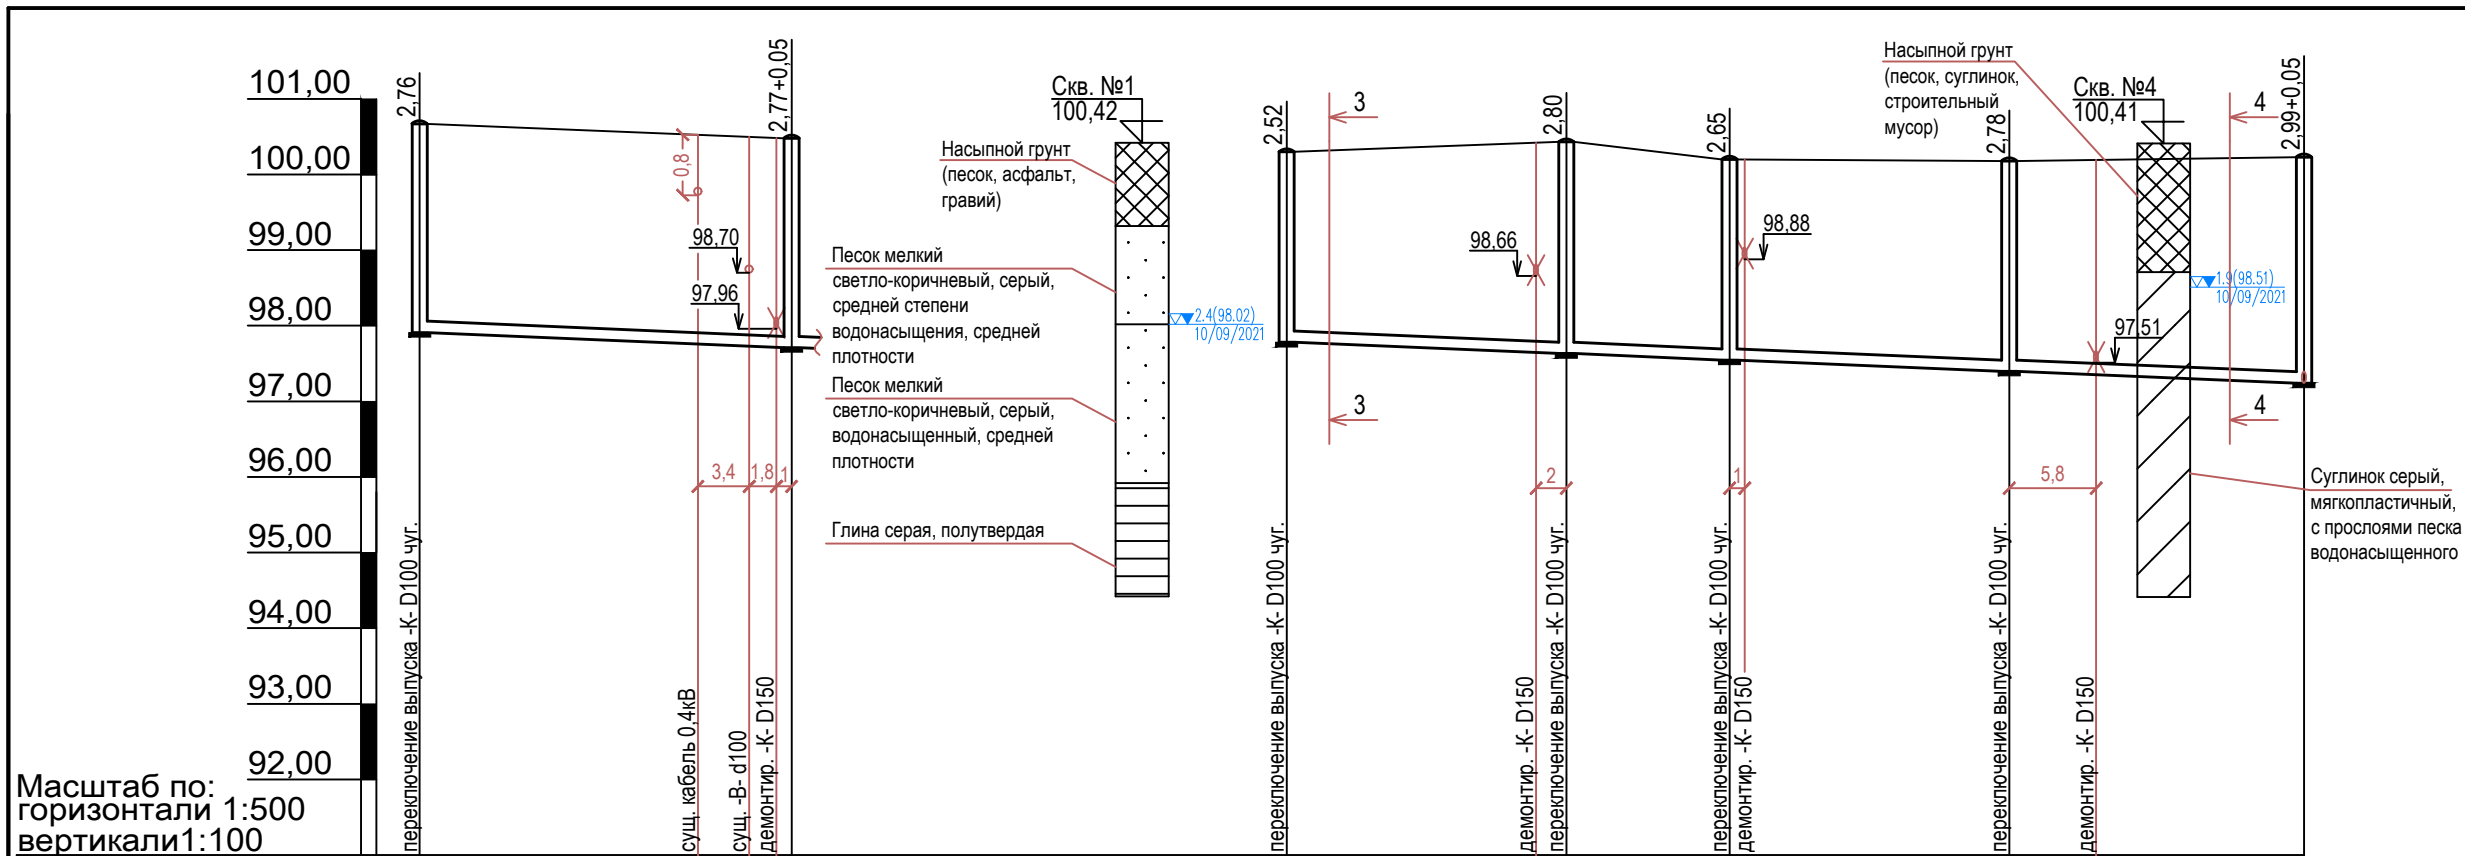 101,00
100,00
99,00
98,00
97,00
96,00
95,00
94,00
93,00
92,00
Масштаб по:
горизонтали 1:500
вертикали1:100
2,76
переключение выпуска -К- D100 чуг.
0,8
98,70
97,96
3,4
1,8
1
сущ. кабель 0,4кВ
сущ. -В- d100
демонтир. -К- D150
2,77+0,05
Скв. №1
100,42
Насыпной грунт
(песок, асфальт,
гравий)
Песок мелкий
светло-коричневый, серый,
средней степени
водонасыщения, средней
плотности
Песок мелкий
светло-коричневый, серый,
водонасыщенный, средней
плотности
Глина серая, полутвердая
2.4(98.02)
10/09/2021
2,52
переключение выпуска -К- D100 чуг.
3
3
98,66
2
демонтир. -К- D150
2,80
переключение выпуска -К- D100 чуг.
2,65
98,88
1
переключение выпуска -К- D100 чуг.
демонтир. -К- D150
2,78
переключение выпуска -К- D100 чуг.
5,8
демонтир. -К- D150
97,51
Насыпной грунт
(песок, суглинок,
строительный
мусор)
Скв. №4
100,41
1.9(98.51)
10/09/2021
4
4
2,99+0,05
Суглинок серый,
мягкопластичный,
с прослоями песка
водонасыщенного